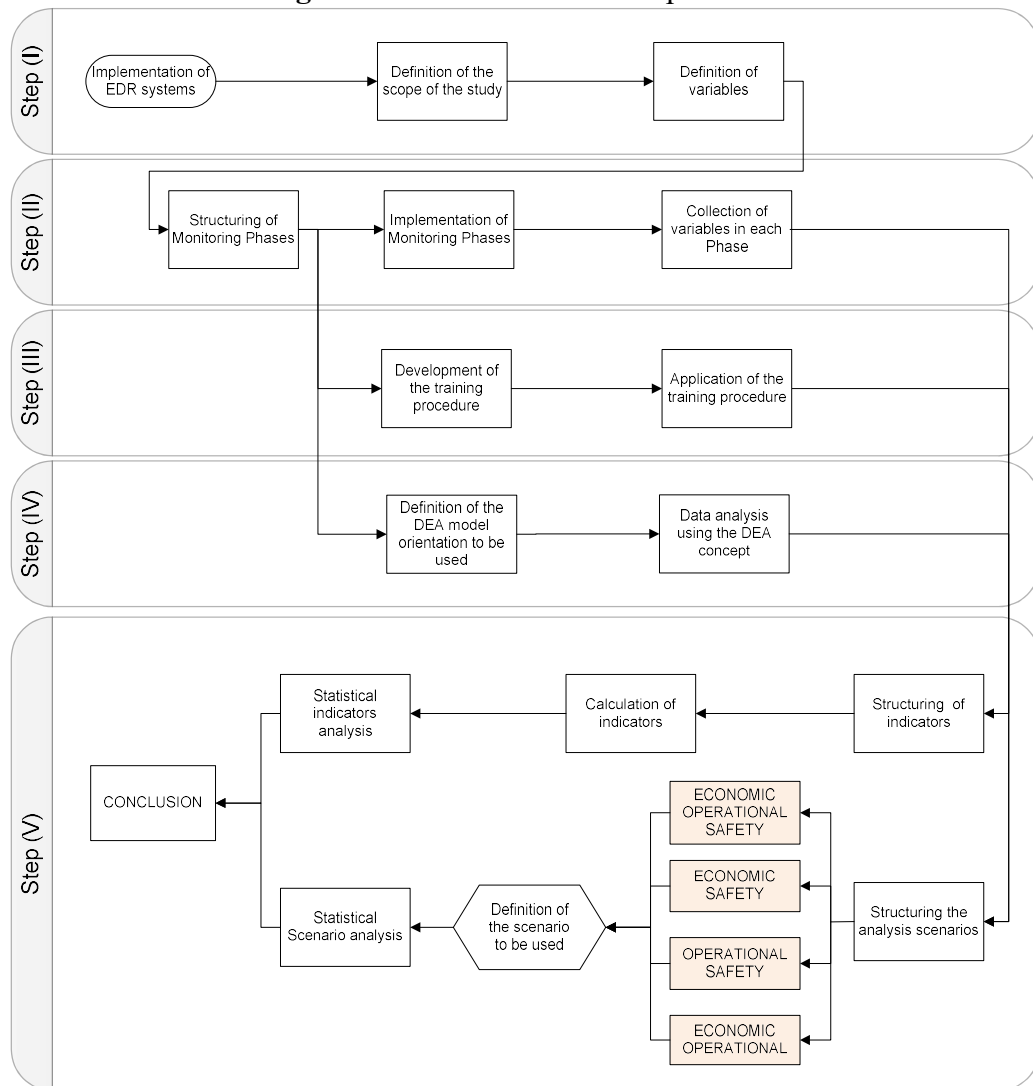 Step (I)
Implementation of
EDR systems
Definition of the
scope of the study
Definition of
variables
Step (II)
Structuring of
Monitoring Phases
Implementation of
Monitoring Phases
Collection of
variables in each
Phase
Step (III)
Development of
the training
procedure
Application of the
training procedure
Step (IV)
Definition of the
DEA model
orientation to be
used
Data analysis
using the DEA
concept
Step (V)
Statistical
indicators
analysis
Calculation of
indicators
Structuring of
indicators
CONCLUSION
ECONOMIC
OPERATIONAL
SAFETY
ECONOMIC
SAFETY
OPERATIONAL
SAFETY
ECONOMIC
OPERATIONAL
Structuring the
analysis scenarios
Definition of
the scenario
to be used
Statistical
Scenario analysis